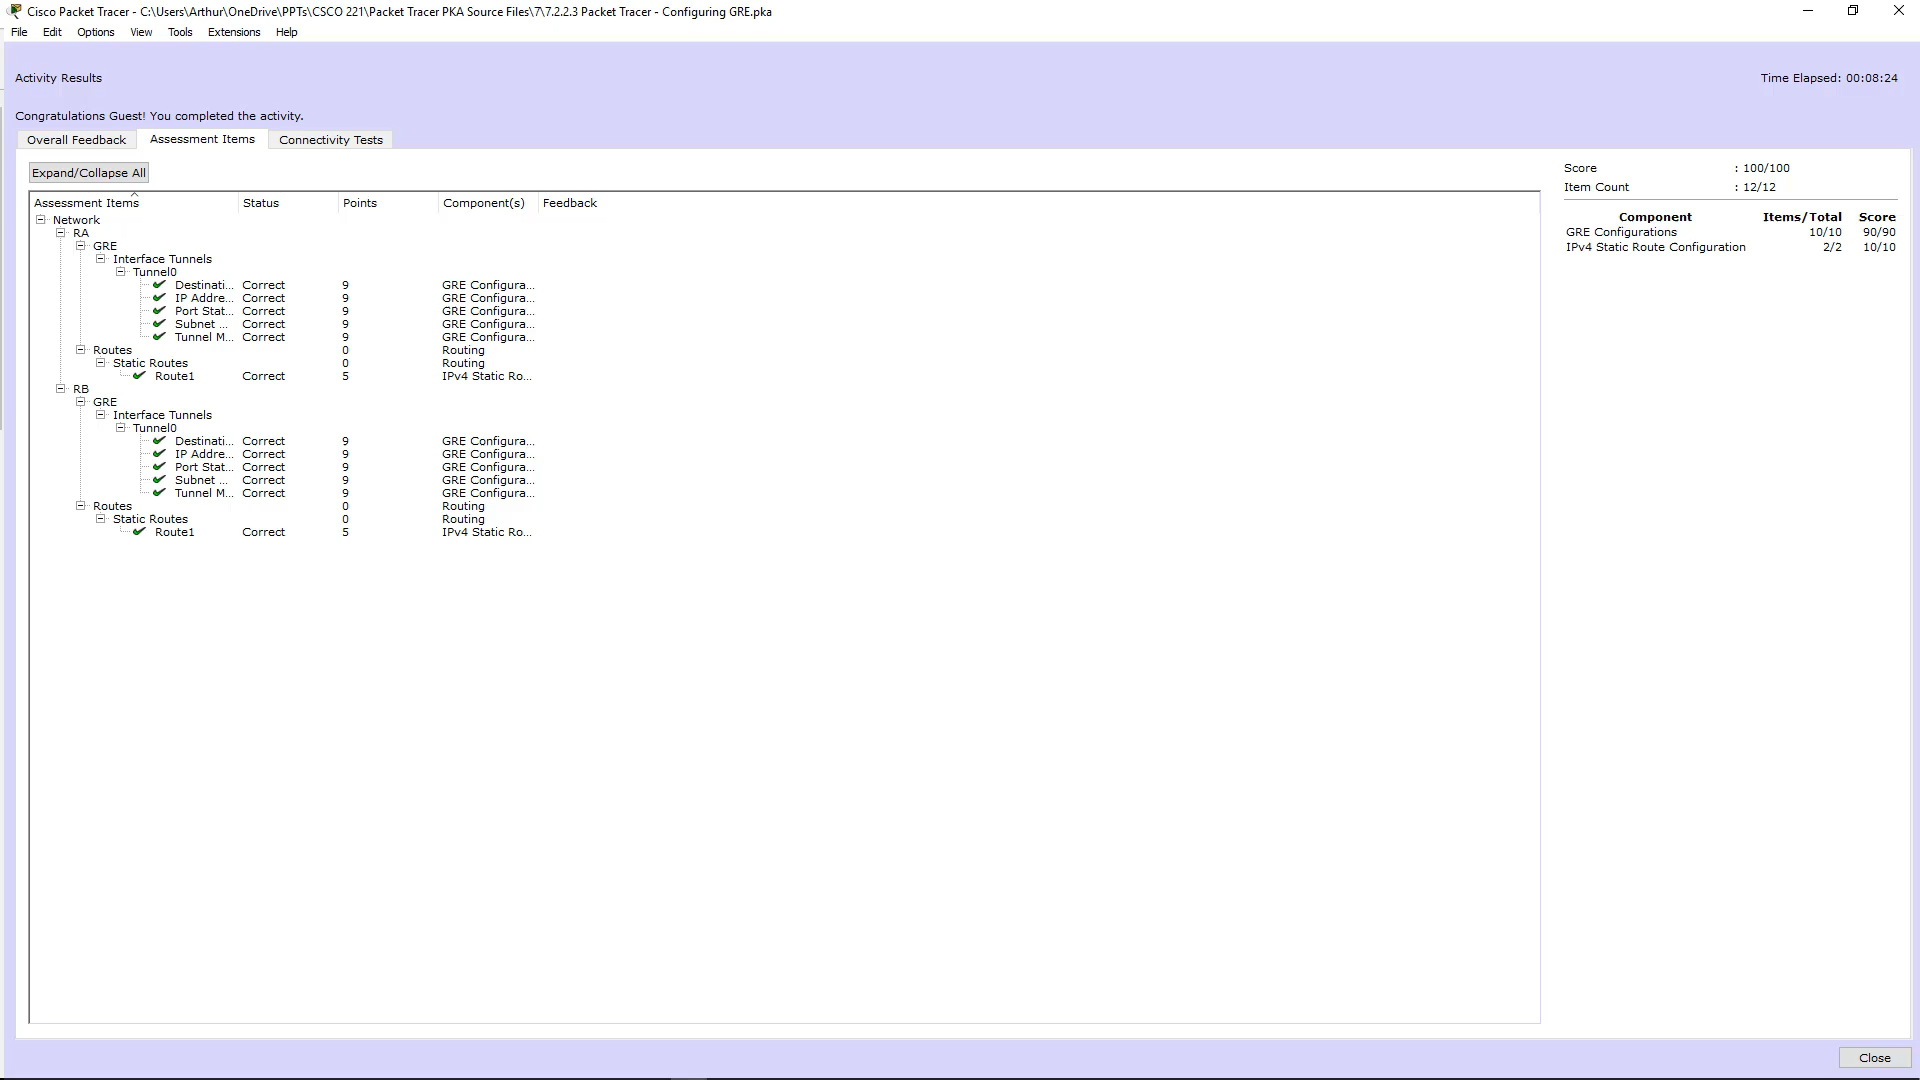 Cisco Packet Tracer - C:\Users\Arthur\OneDrive\PPTs\CSCO 221\Packet Tracer PKA Source Files\7\7.2.2.3 Packet Tracer - Configuring GRE.pka
File Edit Options View Tools Extensions Help
Activity Results Time Elapsed: 00:08:24
Congratulations Guest! You completed the activity.
Overall Feedback Assessment Items Connectivity Tests
Expand/Collapse All
Assessment Items Status Points Component(s) Feedback
Network
RA
GRE
Interface Tunnels
Tunnel0
Destinati... Correct 9 GRE Configura...
IP Addre... Correct 9 GRE Configura...
Port Stat... Correct 9 GRE Configura...
Subnet ... Correct 9 GRE Configura...
Tunnel M... Correct 9 GRE Configura...
Routes 0 Routing
Static Routes 0 Routing
Route1 Correct 5 IPv4 Static Ro...
RB
GRE
Interface Tunnels
Tunnel0
Destinati... Correct 9 GRE Configura...
IP Addre... Correct 9 GRE Configura...
Port Stat... Correct 9 GRE Configura...
Subnet ... Correct 9 GRE Configura...
Tunnel M... Correct 9 GRE Configura...
Routes 0 Routing
Static Routes 0 Routing
Route1 Correct 5 IPv4 Static Ro...
Score : 100/100
Item Count : 12/12
Component Items/Total Score
GRE Configurations 10/10 90/90
IPv4 Static Route Configuration 2/2 10/10
Close